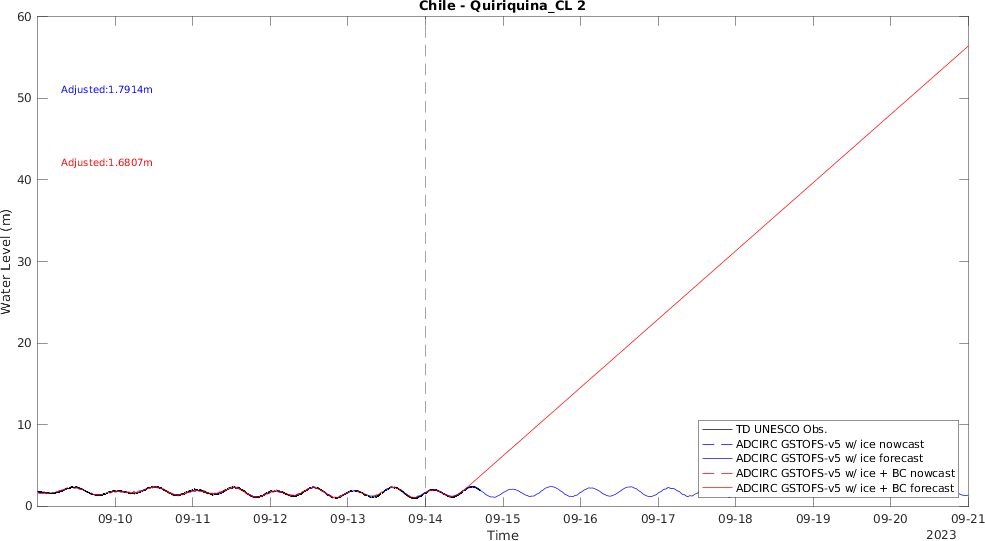 Chile - Quiriquina_CL 2
60
50
40
30
20
10
0
Water Level (m)
Adjusted:1.7914m
Adjusted:1.6807m
TD UNESCO Obs.
ADCIRC GSTOFS-v5 w/ ice nowcast
ADCIRC GSTOFS-v5 w/ ice forecast
ADCIRC GSTOFS-v5 w/ ice + BC nowcast
ADCIRC GSTOFS-v5 w/ ice + BC forecast
09-10 09-11 09-12 09-13 09-14 09-15 09-16 09-17 09-18 09-19 09-20 09-21
Time
2023